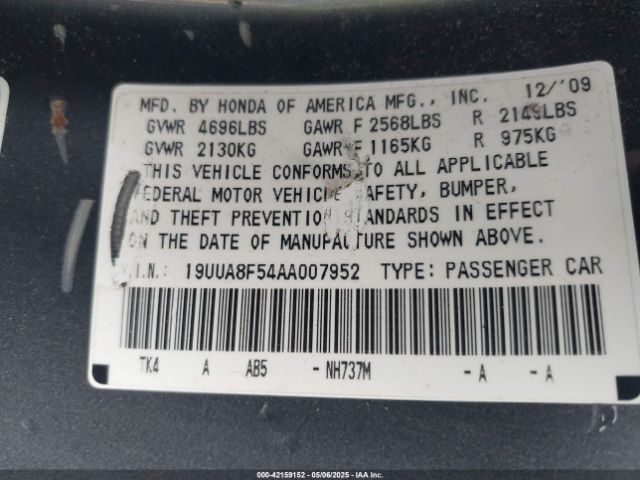 MFD. BY HONDA OF AMERICA MFG., INC. 12/'09
GVWR 4696LBS GAWR F 2568LBS R 2149LBS
GVWR 2130KG GAWR F 1165KG R 975KG
THIS VEHICLE CONFORMS TO ALL APPLICABLE
FEDERAL MOTOR VEHICLE SAFETY, BUMPER,
AND THEFT PREVENTION STANDARDS IN EFFECT
ON THE DATE OF MANUFACTURE SHOWN ABOVE.
V.I.N.: 19UUA8F54AA007952 TYPE: PASSENGER CAR
TK4 A AB5 - NH737M - A - A
000-42159152 - 05/06/2025 - IAA Inc.